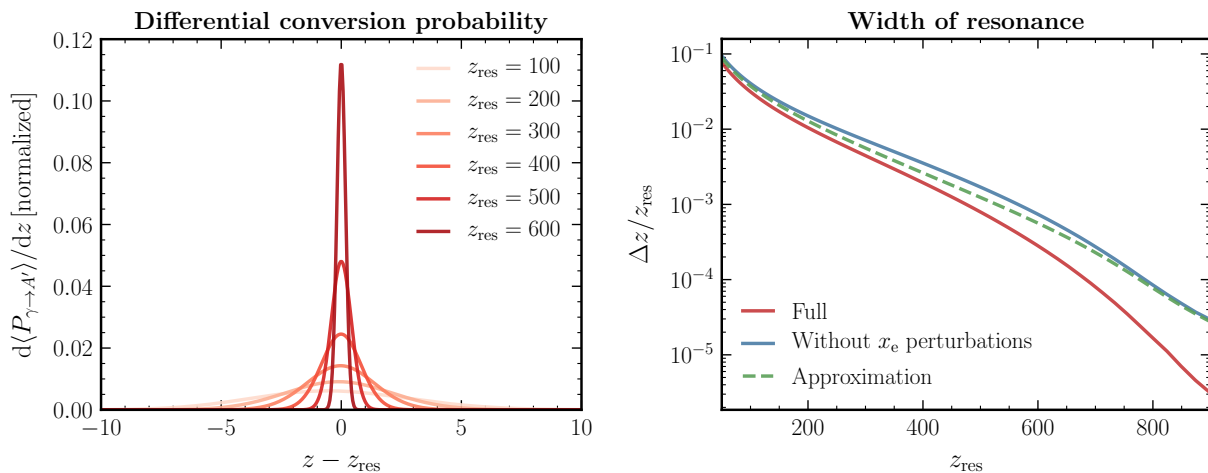 Differential conversion probability
d⟨P_{γ→A′}⟩/dz [normalized]
0.12
0.10
0.08
0.06
0.04
0.02
0.00
−10
−5
0
5
10
z − z_res
z_res = 100
z_res = 200
z_res = 300
z_res = 400
z_res = 500
z_res = 600
Width of resonance
Δz/z_res
10^{−1}
10^{−2}
10^{−3}
10^{−4}
10^{−5}
200
400
600
800
z_res
Full
Without x_e perturbations
Approximation